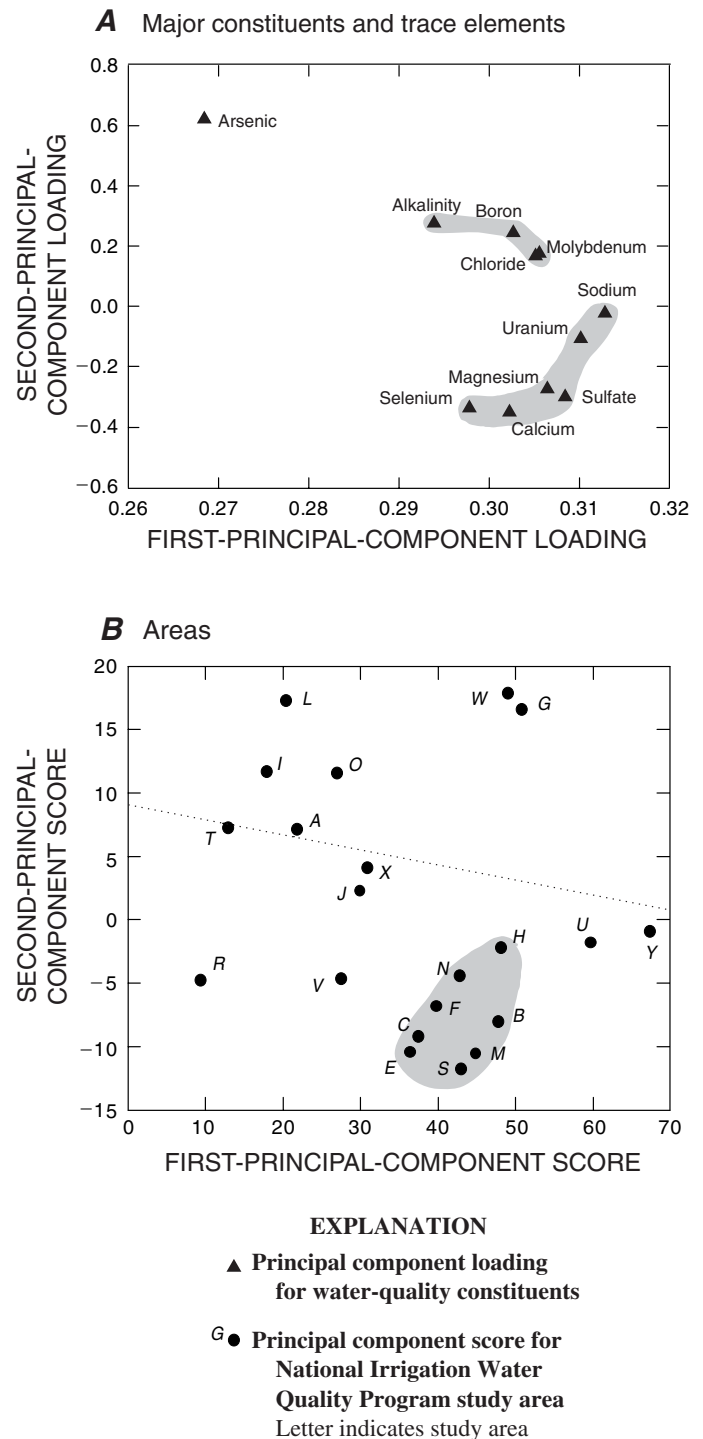 A Major constituents and trace elements
SECOND-PRINCIPAL-
COMPONENT LOADING
0.8
0.6
0.4
0.2
0.0
−0.2
−0.4
−0.6
Arsenic
Alkalinity
Boron
Molybdenum
Chloride
Sodium
Uranium
Magnesium
Selenium
Sulfate
Calcium
0.26 0.27 0.28 0.29 0.30 0.31 0.32
FIRST-PRINCIPAL-COMPONENT LOADING
B Areas
SECOND-PRINCIPAL-
COMPONENT SCORE
20
15
10
5
0
−5
−10
−15
L
W
G
I
O
T
A
X
J
R
V
H
U
Y
N
F
B
C
E
S
M
0 10 20 30 40 50 60 70
FIRST-PRINCIPAL-COMPONENT SCORE
EXPLANATION
Principal component loading
for water-quality constituents
G Principal component score for
National Irrigation Water
Quality Program study area
Letter indicates study area